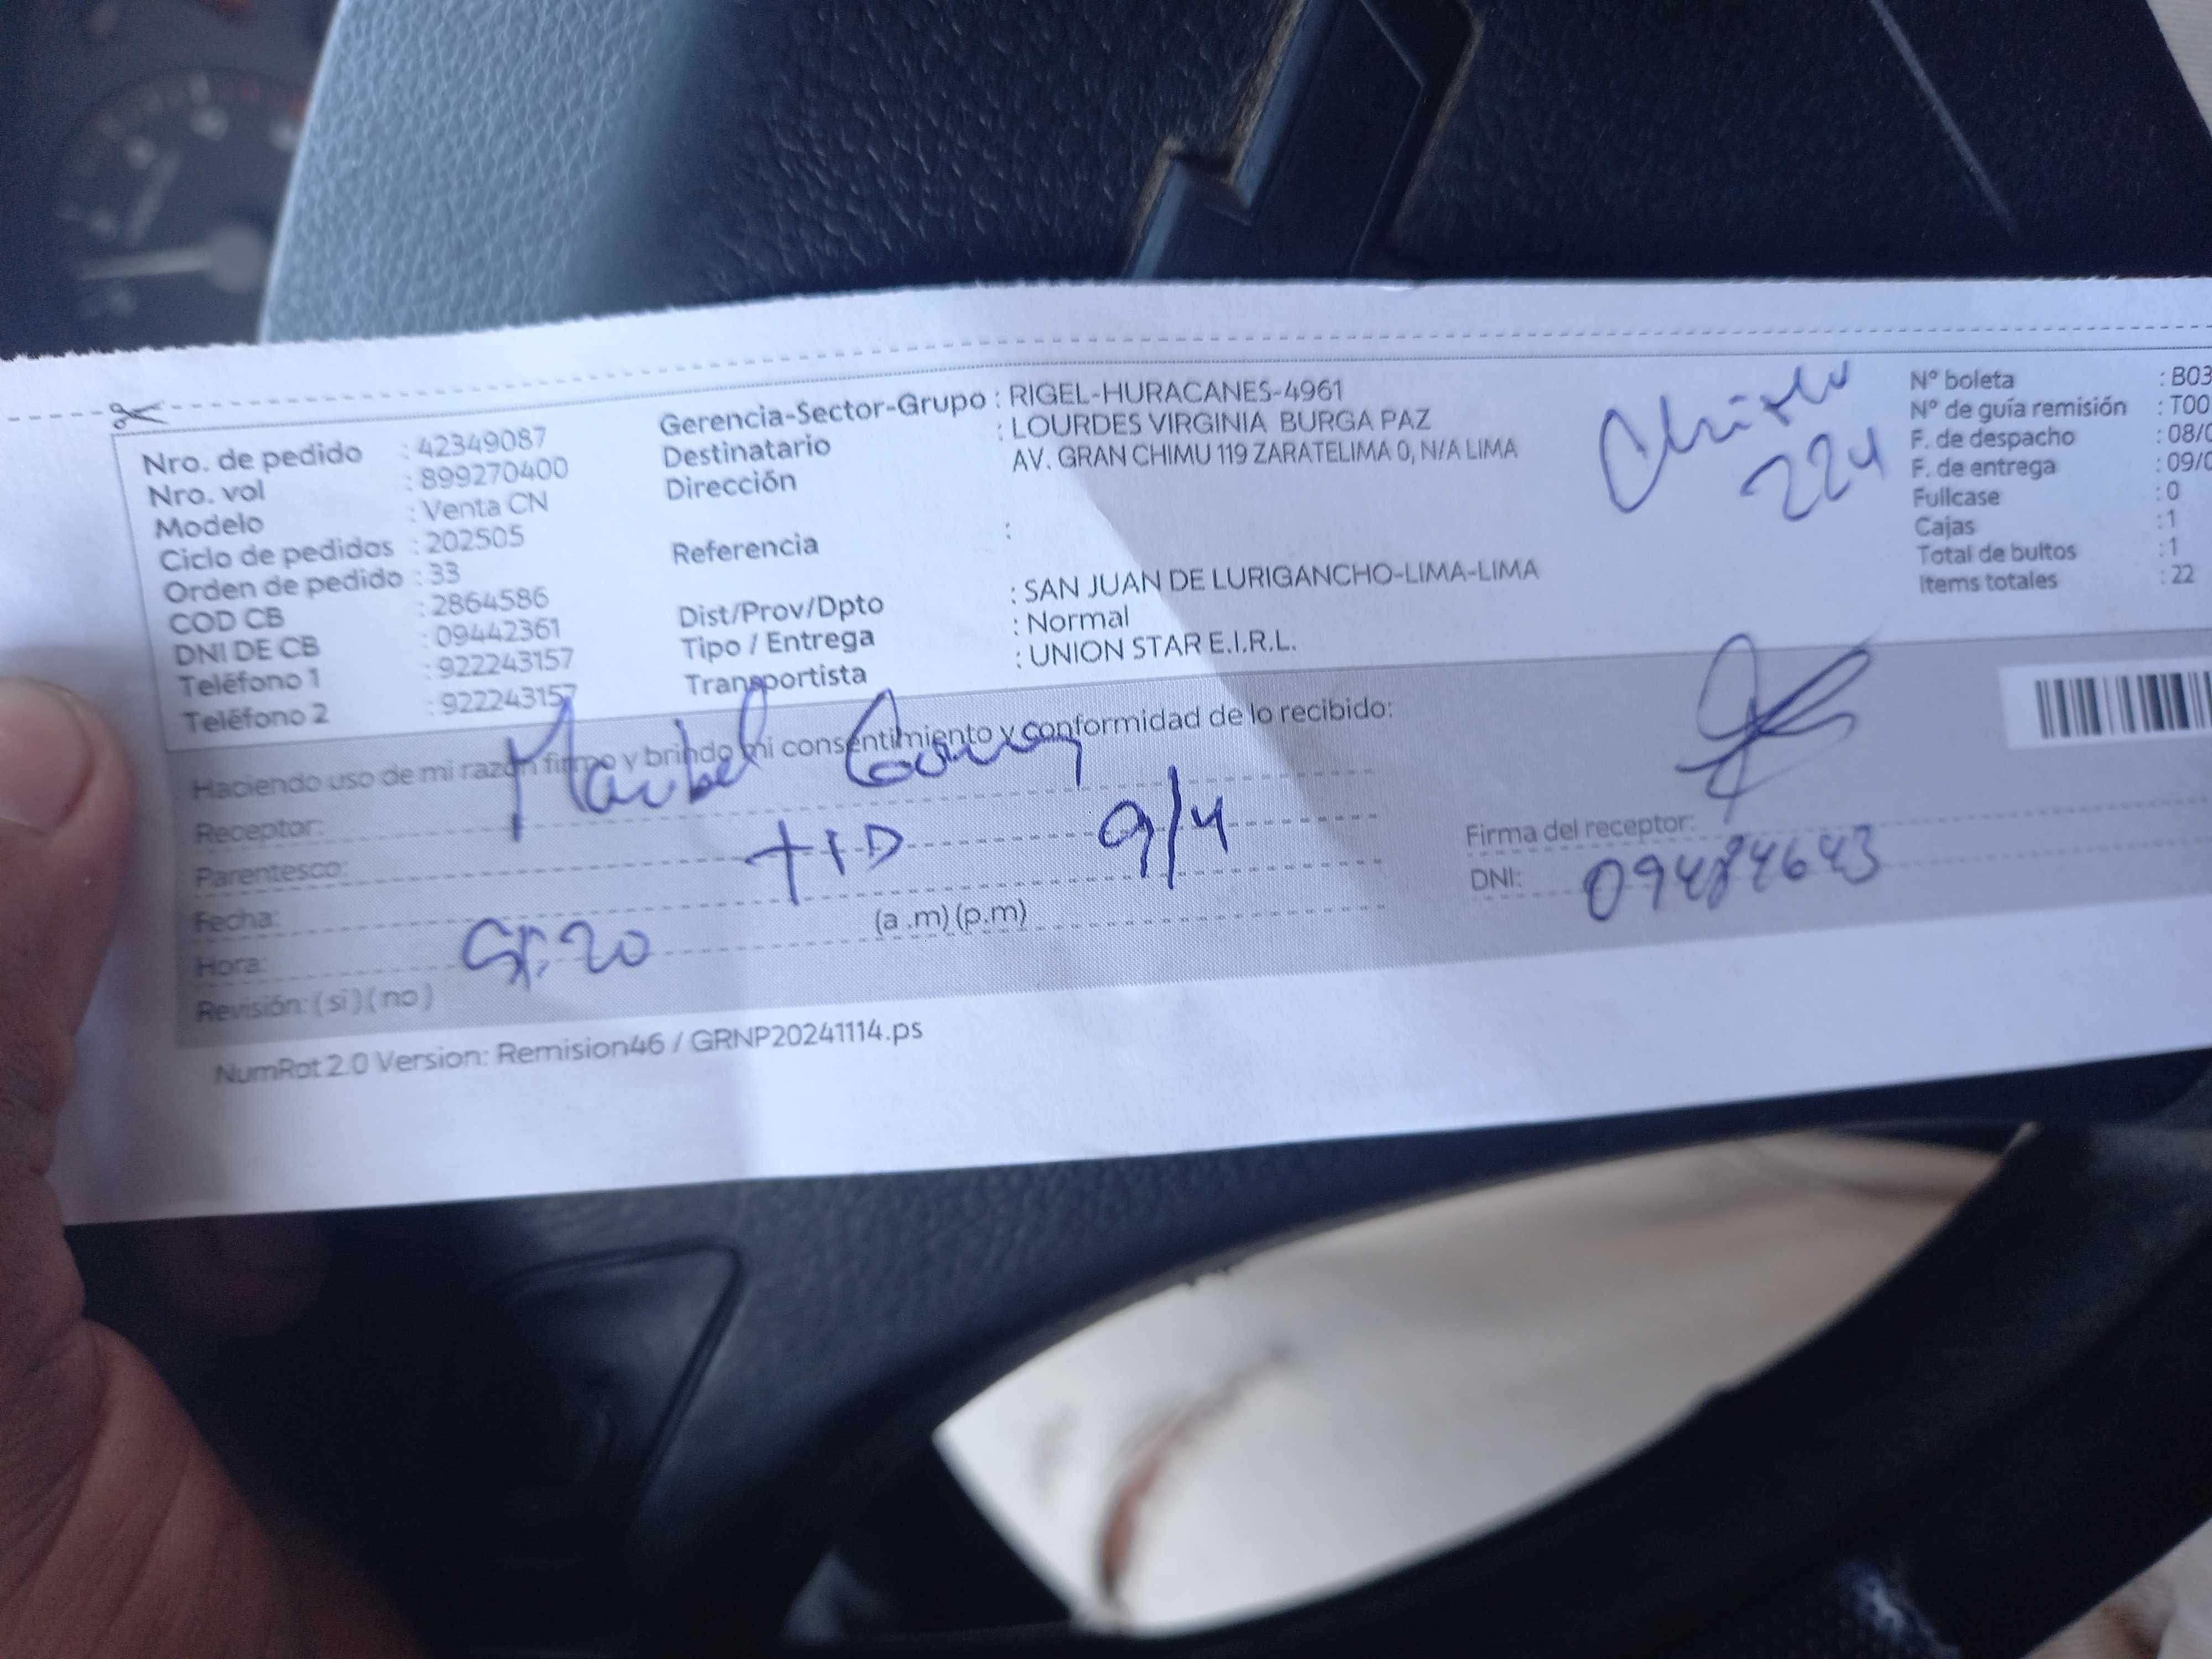 Nro. de pedido : 42349087
Nro. vol : 899270400
Modelo : Venta CN
Ciclo de pedidos : 202505
Orden de pedido : 33
COD CB : 2864586
DNI DE CB : 09442361
Teléfono 1 : 922243157
Teléfono 2 : 922243157
Gerencia-Sector-Grupo : RIGEL-HURACANES-4961
Destinatario : LOURDES VIRGINIA BURGA PAZ
Dirección AV. GRAN CHIMU 119 ZARATELIMA 0, N/A LIMA
Referencia :
Dist/Prov/Dpto : SAN JUAN DE LURIGANCHO-LIMA-LIMA
Tipo / Entrega : Normal
Transportista : UNION STAR E.I.R.L.
224
Nº boleta : B03
Nº de guía remisión : T00
F. de despacho : 08/0
F. de entrega : 09/0
Fullcase : 0
Cajas : 1
Total de bultos : 1
Items totales : 22
Haciendo uso de mi razón firmo y brindo mi consentimiento y conformidad de lo recibido:
Receptor:
Parentesco:
Fecha: 9/4
Hora: (a .m) (p.m)
Revisión: ( si ) ( no )
Firma del receptor:
DNI: 09484643
NumRot 2.0 Version: Remision46 / GRNP20241114.ps